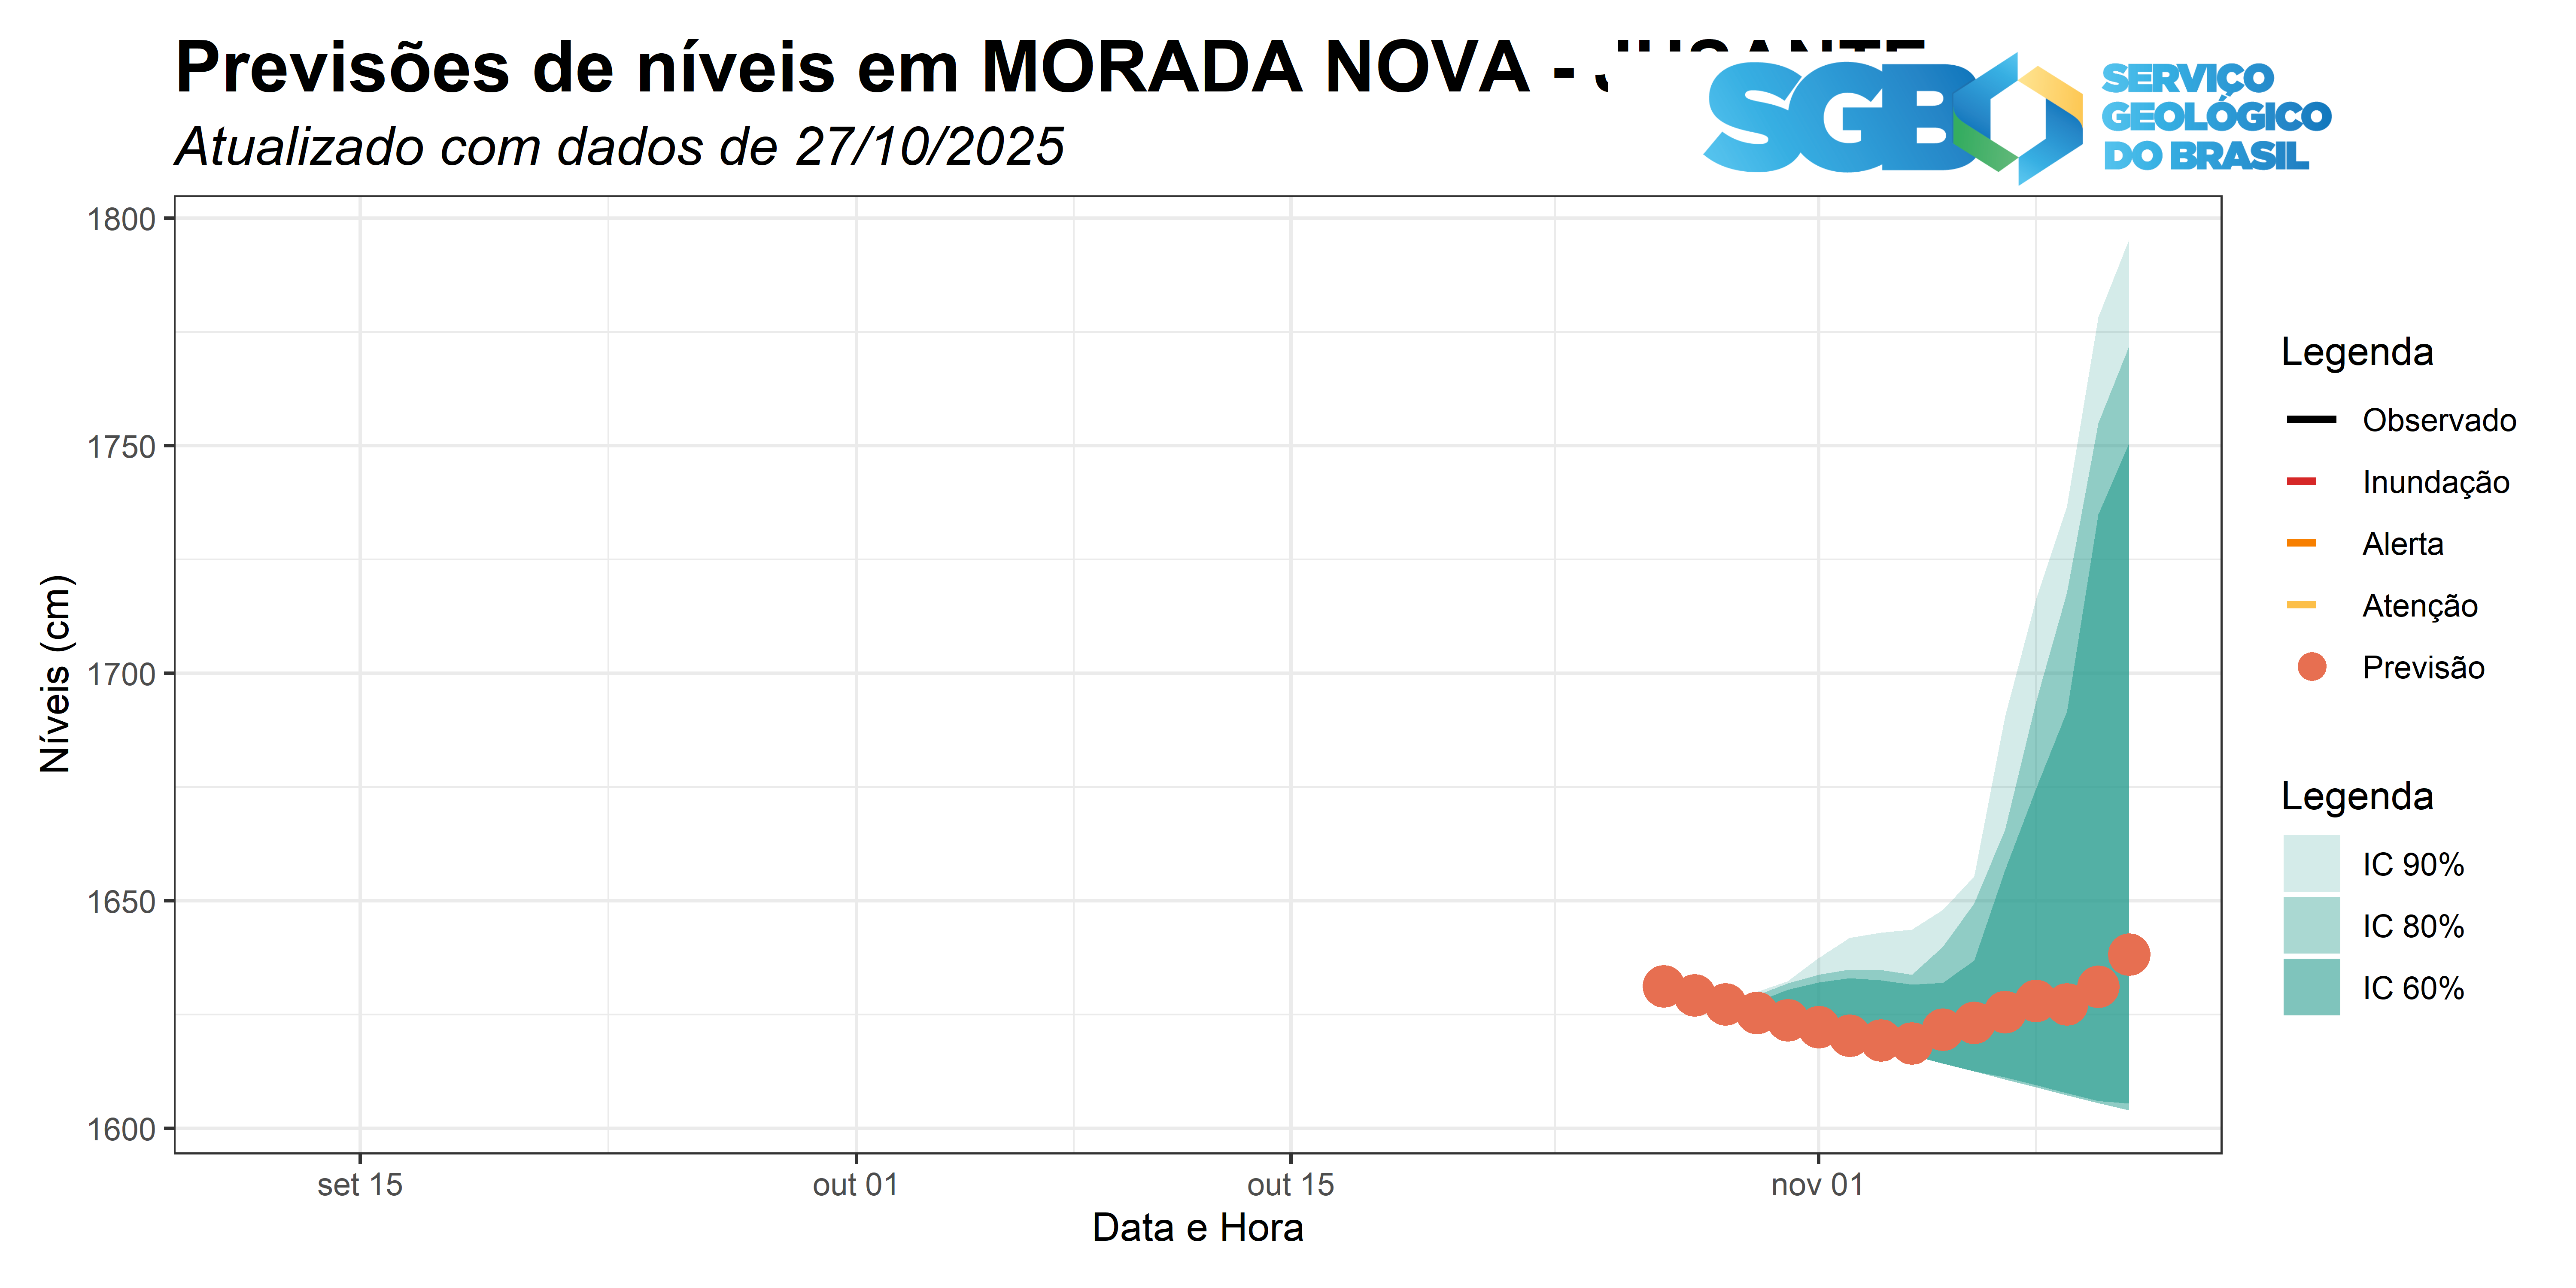 Previsões de níveis em MORADA NOVA - JUSANTE
Atualizado com dados de 27/10/2025
SGB
SERVIÇO
GEOLÓGICO
DO BRASIL
1800
1750
1700
1650
1600
Níveis (cm)
set 15
out 01
out 15
nov 01
Data e Hora
Legenda
Observado
Inundação
Alerta
Atenção
Previsão
Legenda
IC 90%
IC 80%
IC 60%